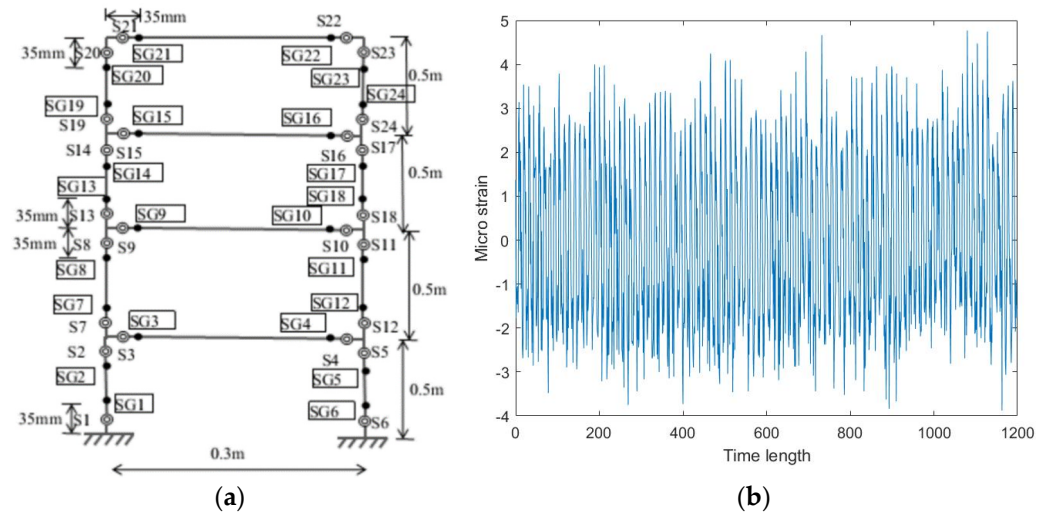 35mm
S21
S22
35mm
S20
SG21
SG22
S23
SG20
SG23
0.5m
SG19
SG24
S19
SG15
SG16
S24
S14
S15
S16
S17
SG14
SG17
0.5m
SG13
SG18
35mm
S13
SG9
SG10
S18
35mm
S8
S9
S10
S11
SG8
SG11
0.5m
SG7
SG12
S7
SG3
SG4
S12
S2
S3
S4
S5
SG2
SG5
0.5m
SG1
SG6
35mm
S1
S6
0.3m
(a)
5
4
3
2
1
0
-1
-2
-3
-4
Micro strain
0 200 400 600 800 1000 1200
Time length
(b)